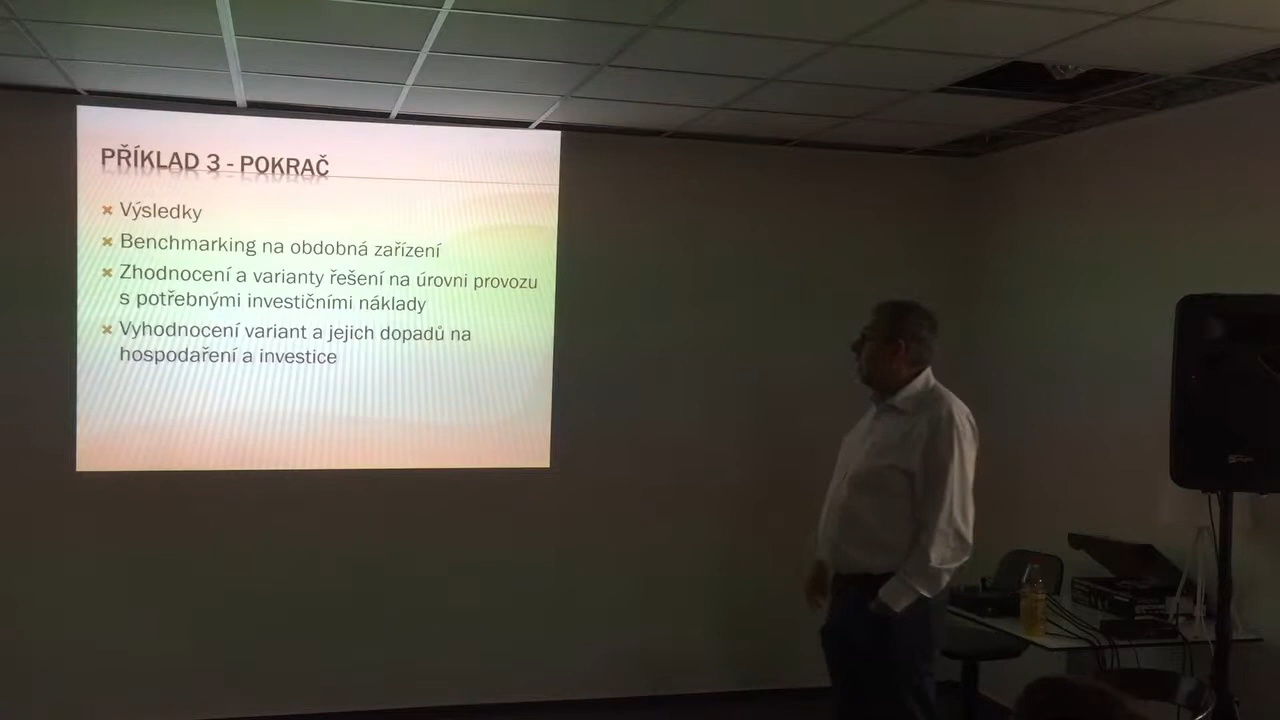 PŘÍKLAD 3 - POKRAČ
Výsledky
Benchmarking na obdobná zařízení
Zhodnocení a varianty řešení na úrovni provozu
s potřebnými investičními náklady
Vyhodnocení variant a jejich dopadů na
hospodaření a investice